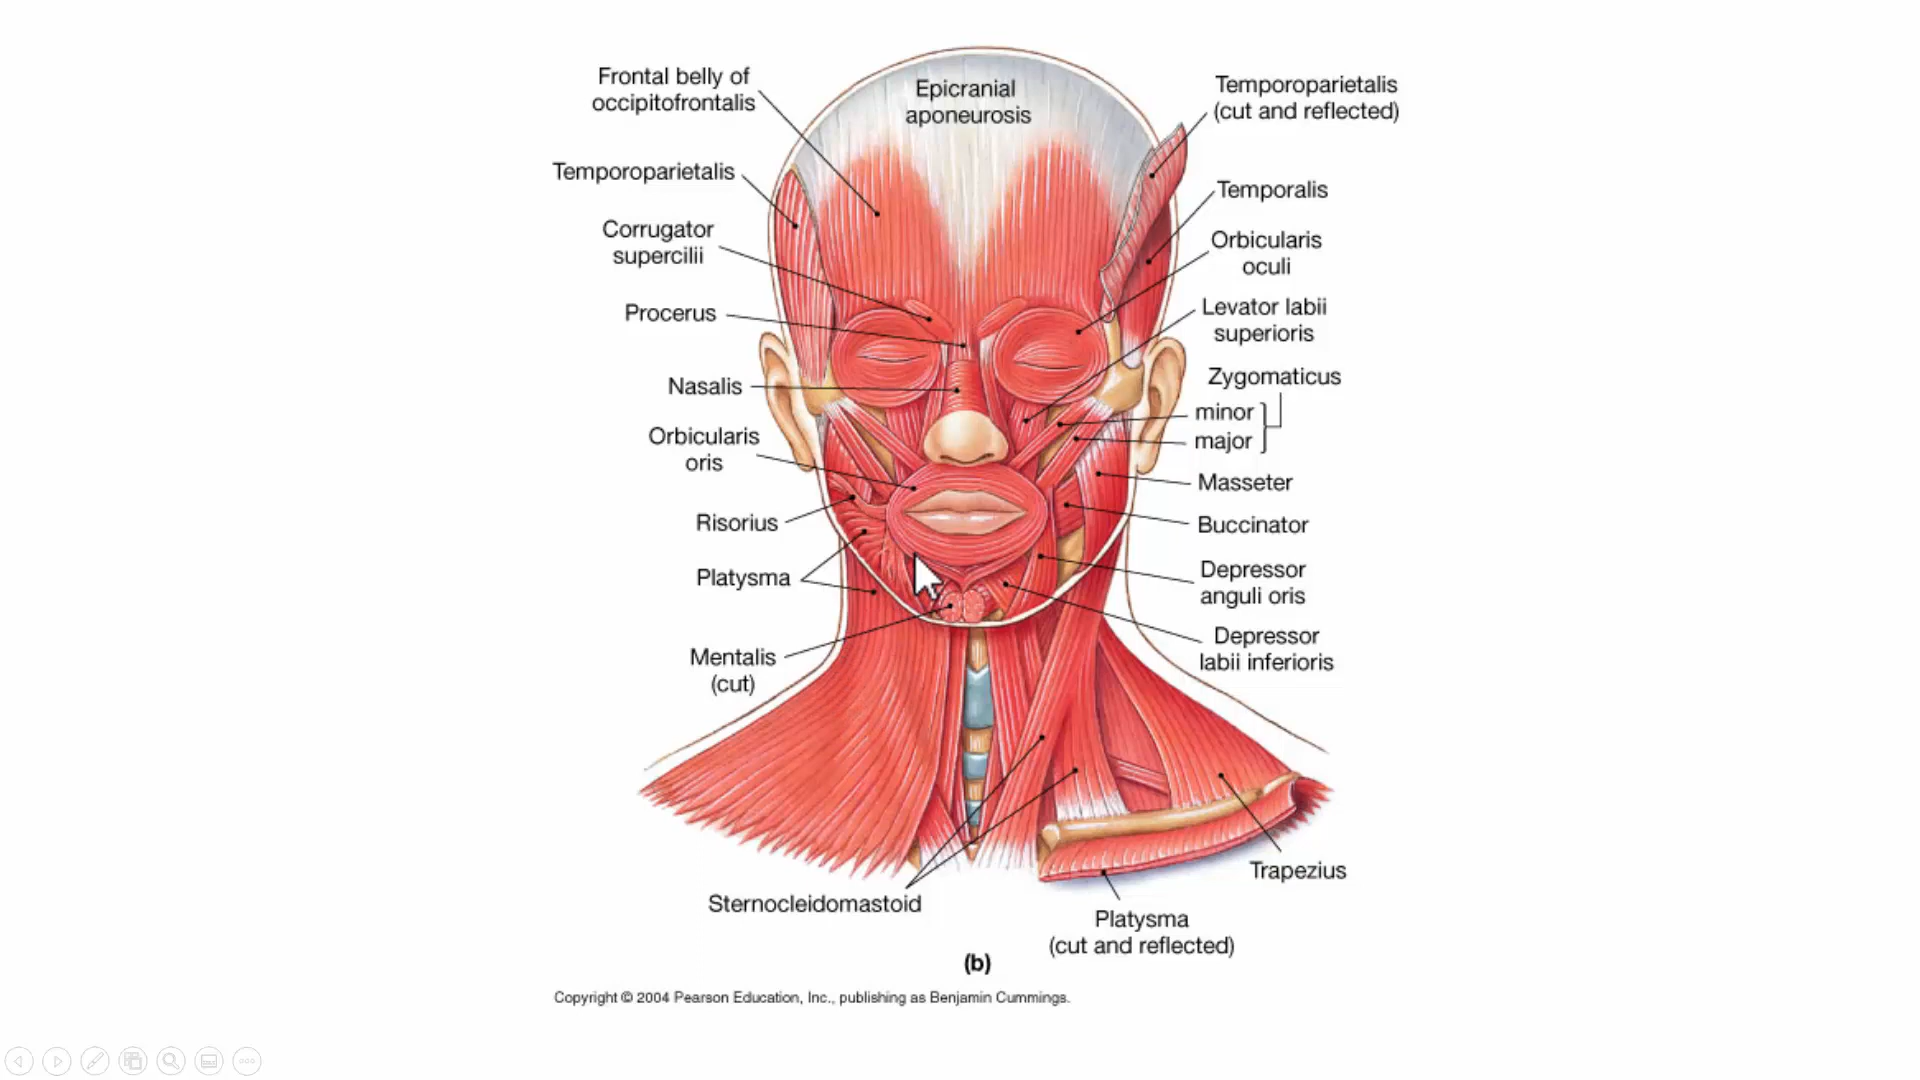 Frontal belly of
occipitofrontalis
Epicranial
aponeurosis
Temporoparietalis
(cut and reflected)
Temporoparietalis
Temporalis
Corrugator
supercilii
Orbicularis
oculi
Procerus
Levator labii
superioris
Nasalis
Zygomaticus
minor
major
Orbicularis
oris
Masseter
Risorius
Buccinator
Platysma
Depressor
anguli oris
Mentalis
(cut)
Depressor
labii inferioris
Sternocleidomastoid
Trapezius
Platysma
(cut and reflected)
(b)
Copyright © 2004 Pearson Education, Inc., publishing as Benjamin Cummings.